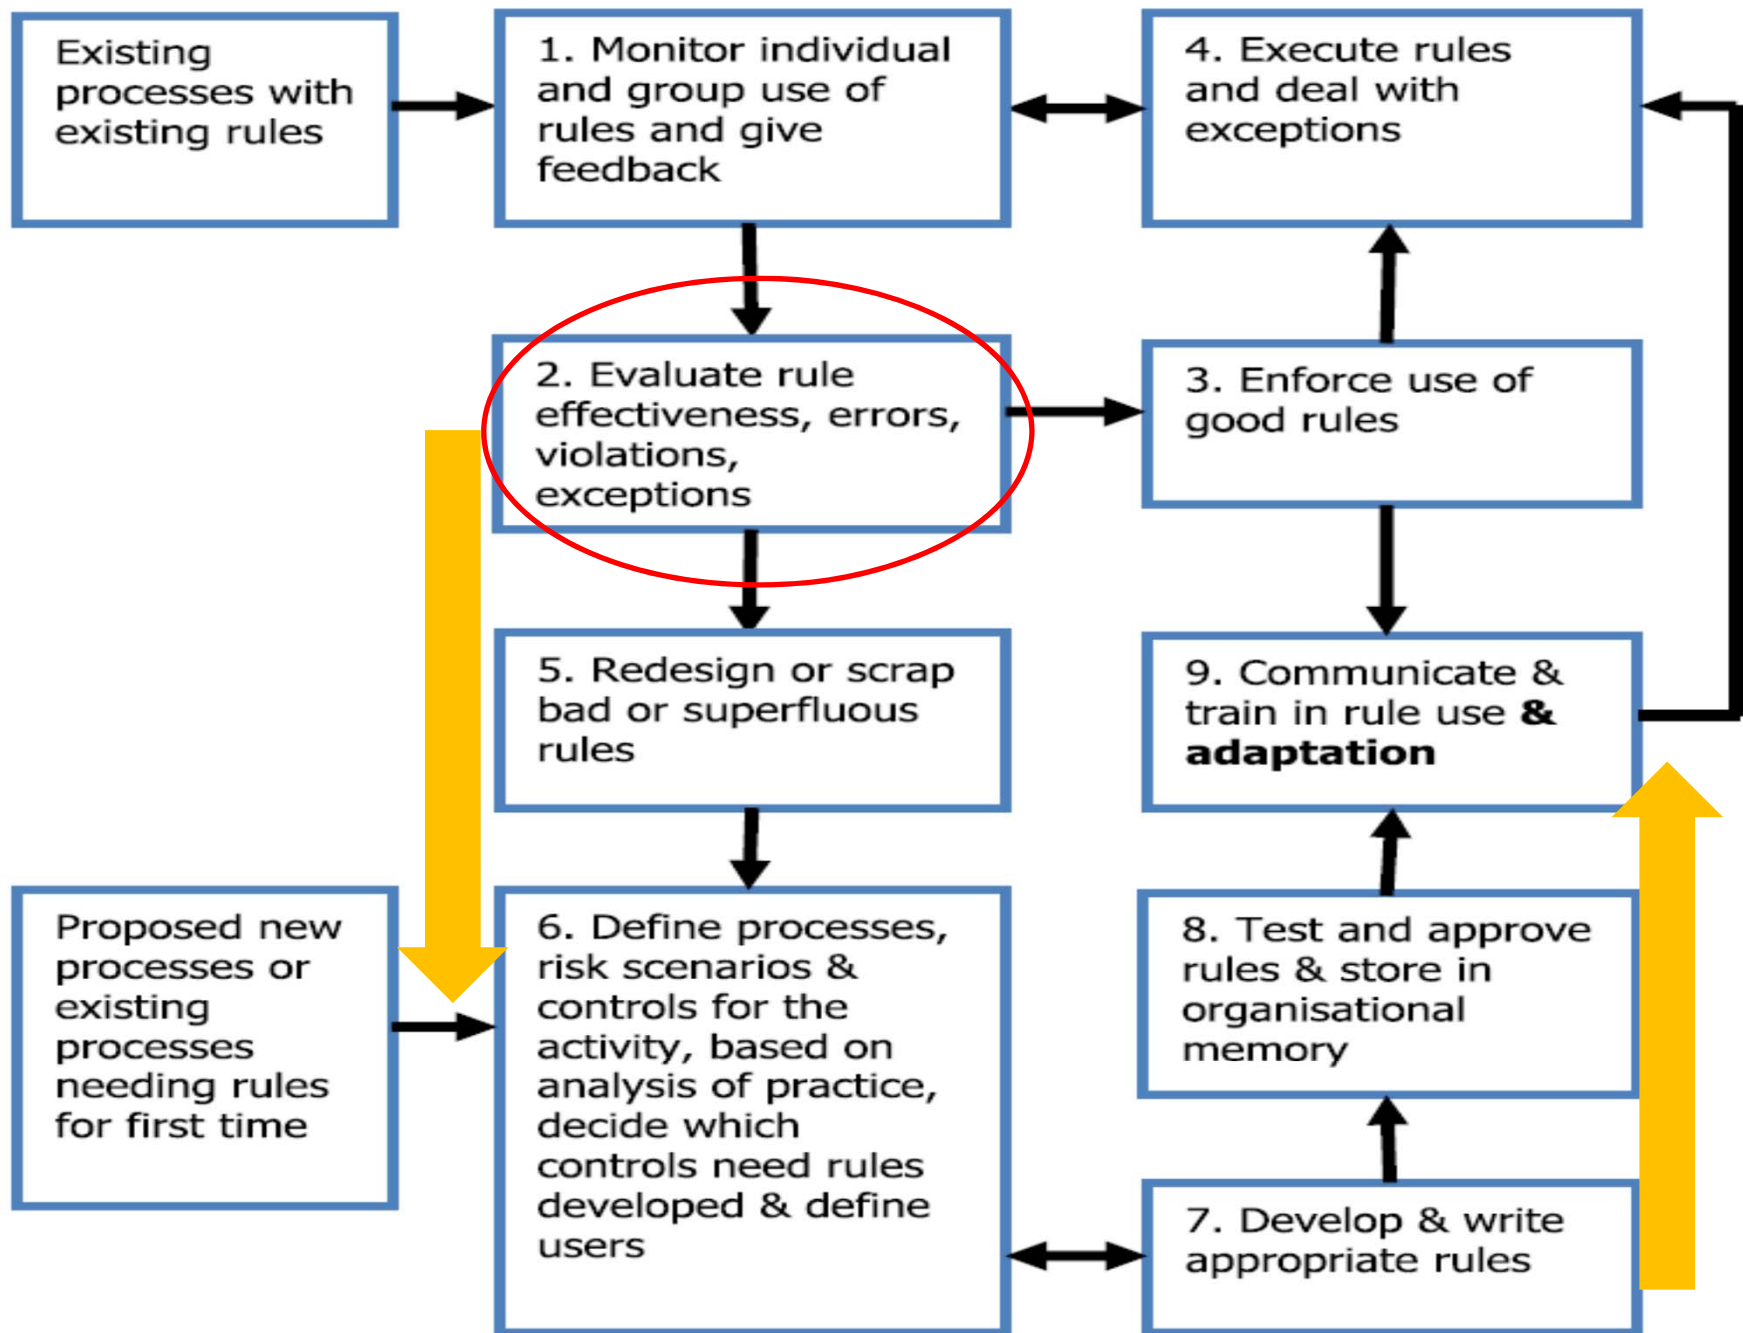 Existing
processes with
existing rules
1. Monitor individual
and group use of
rules and give
feedback
4. Execute rules
and deal with
exceptions
2. Evaluate rule
effectiveness, errors,
violations,
exceptions
3. Enforce use of
good rules
5. Redesign or scrap
bad or superfluous
rules
9. Communicate &
train in rule use &
adaptation
Proposed new
processes or
existing
processes
needing rules
for first time
6. Define processes,
risk scenarios &
controls for the
activity, based on
analysis of practice,
decide which
controls need rules
developed & define
users
8. Test and approve
rules & store in
organisational
memory
7. Develop & write
appropriate rules